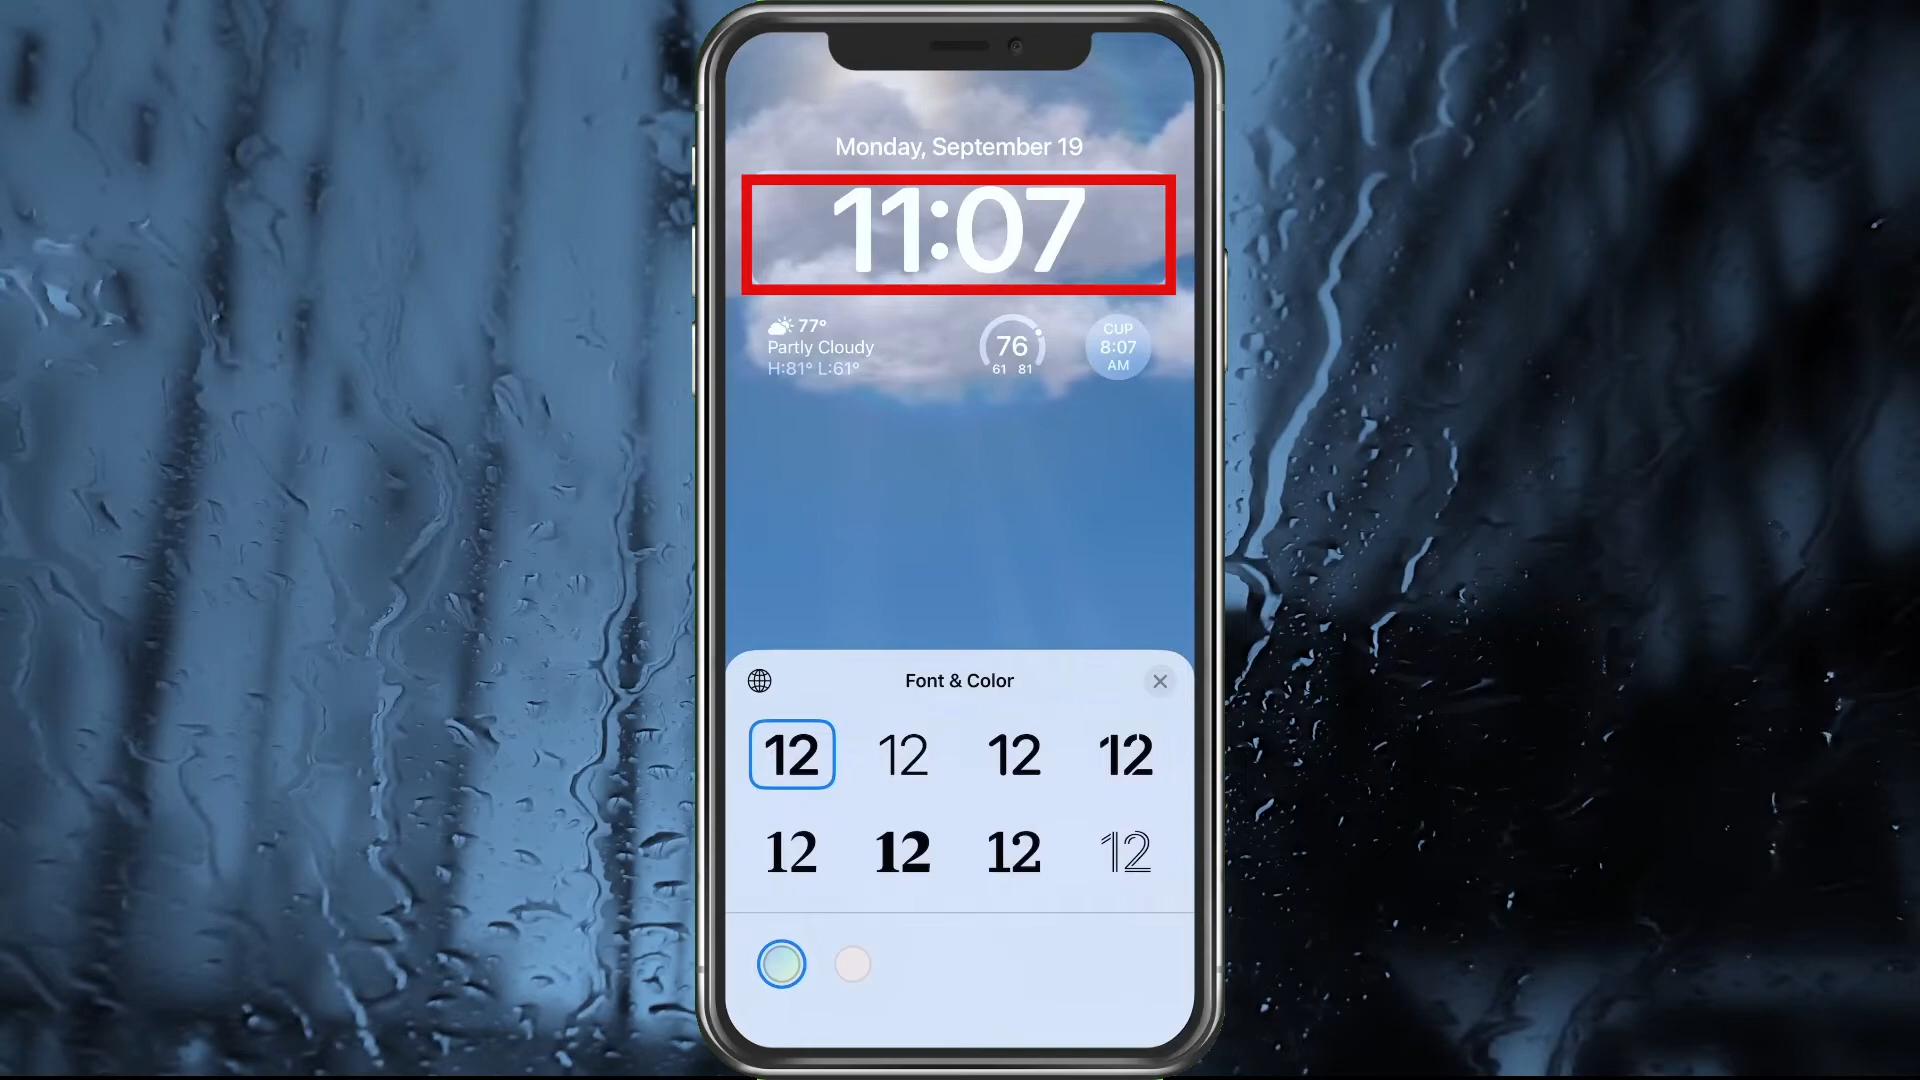 Monday, September 19
11:07
77°
Partly Cloudy
H:81° L:61°
76
61 81
CUP
8:07
AM
Font & Color
12 12 12 12
12 12 12 12